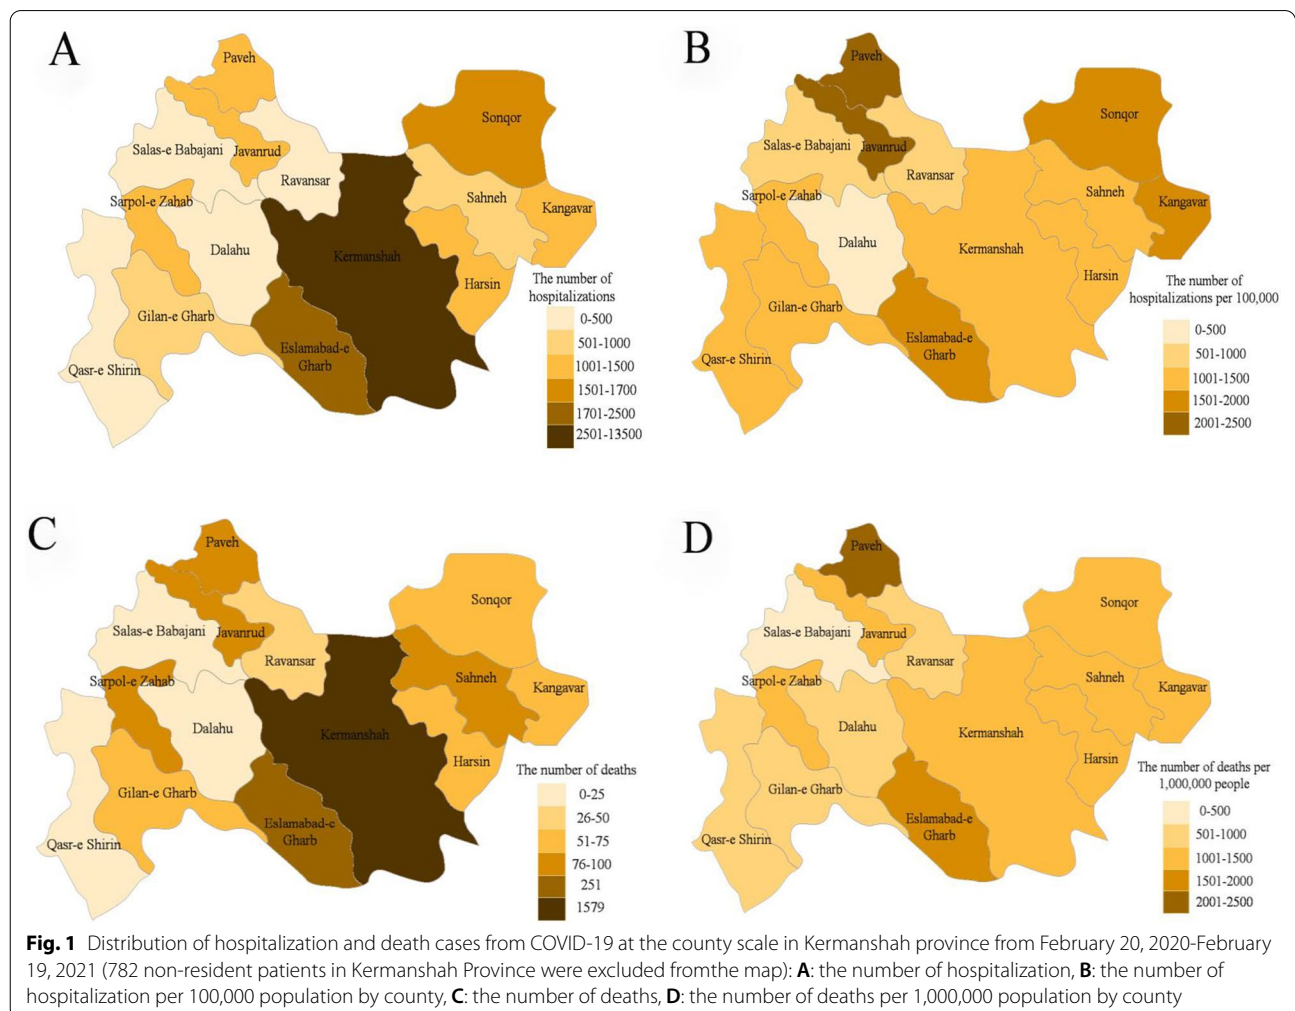 A
Paveh
Sonqor
Salas-e Babajani
Javanrud
Ravansar
Sahneh
Sarpol-e Zahab
Kangavar
Dalahu
Kermanshah
Harsin
Gilan-e Gharb
Eslamabad-e
Gharb
Qasr-e Shirin
The number of
hospitalizations
0-500
501-1000
1001-1500
1501-1700
1701-2500
2501-13500
B
Paveh
Sonqor
Salas-e Babajani
Javanrud
Ravansar
Sahneh
Sarpol-e Zahab
Kangavar
Dalahu
Kermanshah
Harsin
Gilan-e Gharb
Eslamabad-e
Gharb
Qasr-e Shirin
The number of
hospitalizations per 100,000
0-500
501-1000
1001-1500
1501-2000
2001-2500
C
Paveh
Sonqor
Salas-e Babajani
Javanrud
Ravansar
Sahneh
Sarpol-e Zahab
Kangavar
Dalahu
Kermanshah
Harsin
Gilan-e Gharb
Eslamabad-e
Gharb
Qasr-e Shirin
The number of deaths
0-25
26-50
51-75
76-100
251
1579
D
Paveh
Sonqor
Salas-e Babajani
Javanrud
Ravansar
Sahneh
Sarpol-e Zahab
Kangavar
Dalahu
Kermanshah
Harsin
Gilan-e Gharb
Eslamabad-e
Gharb
Qasr-e Shirin
The number of deaths per
1,000,000 people
0-500
501-1000
1001-1500
1501-2000
2001-2500
Fig. 1 Distribution of hospitalization and death cases from COVID-19 at the county scale in Kermanshah province from February 20, 2020-February
19, 2021 (782 non-resident patients in Kermanshah Province were excluded fromthe map): A: the number of hospitalization, B: the number of
hospitalization per 100,000 population by county, C: the number of deaths, D: the number of deaths per 1,000,000 population by county